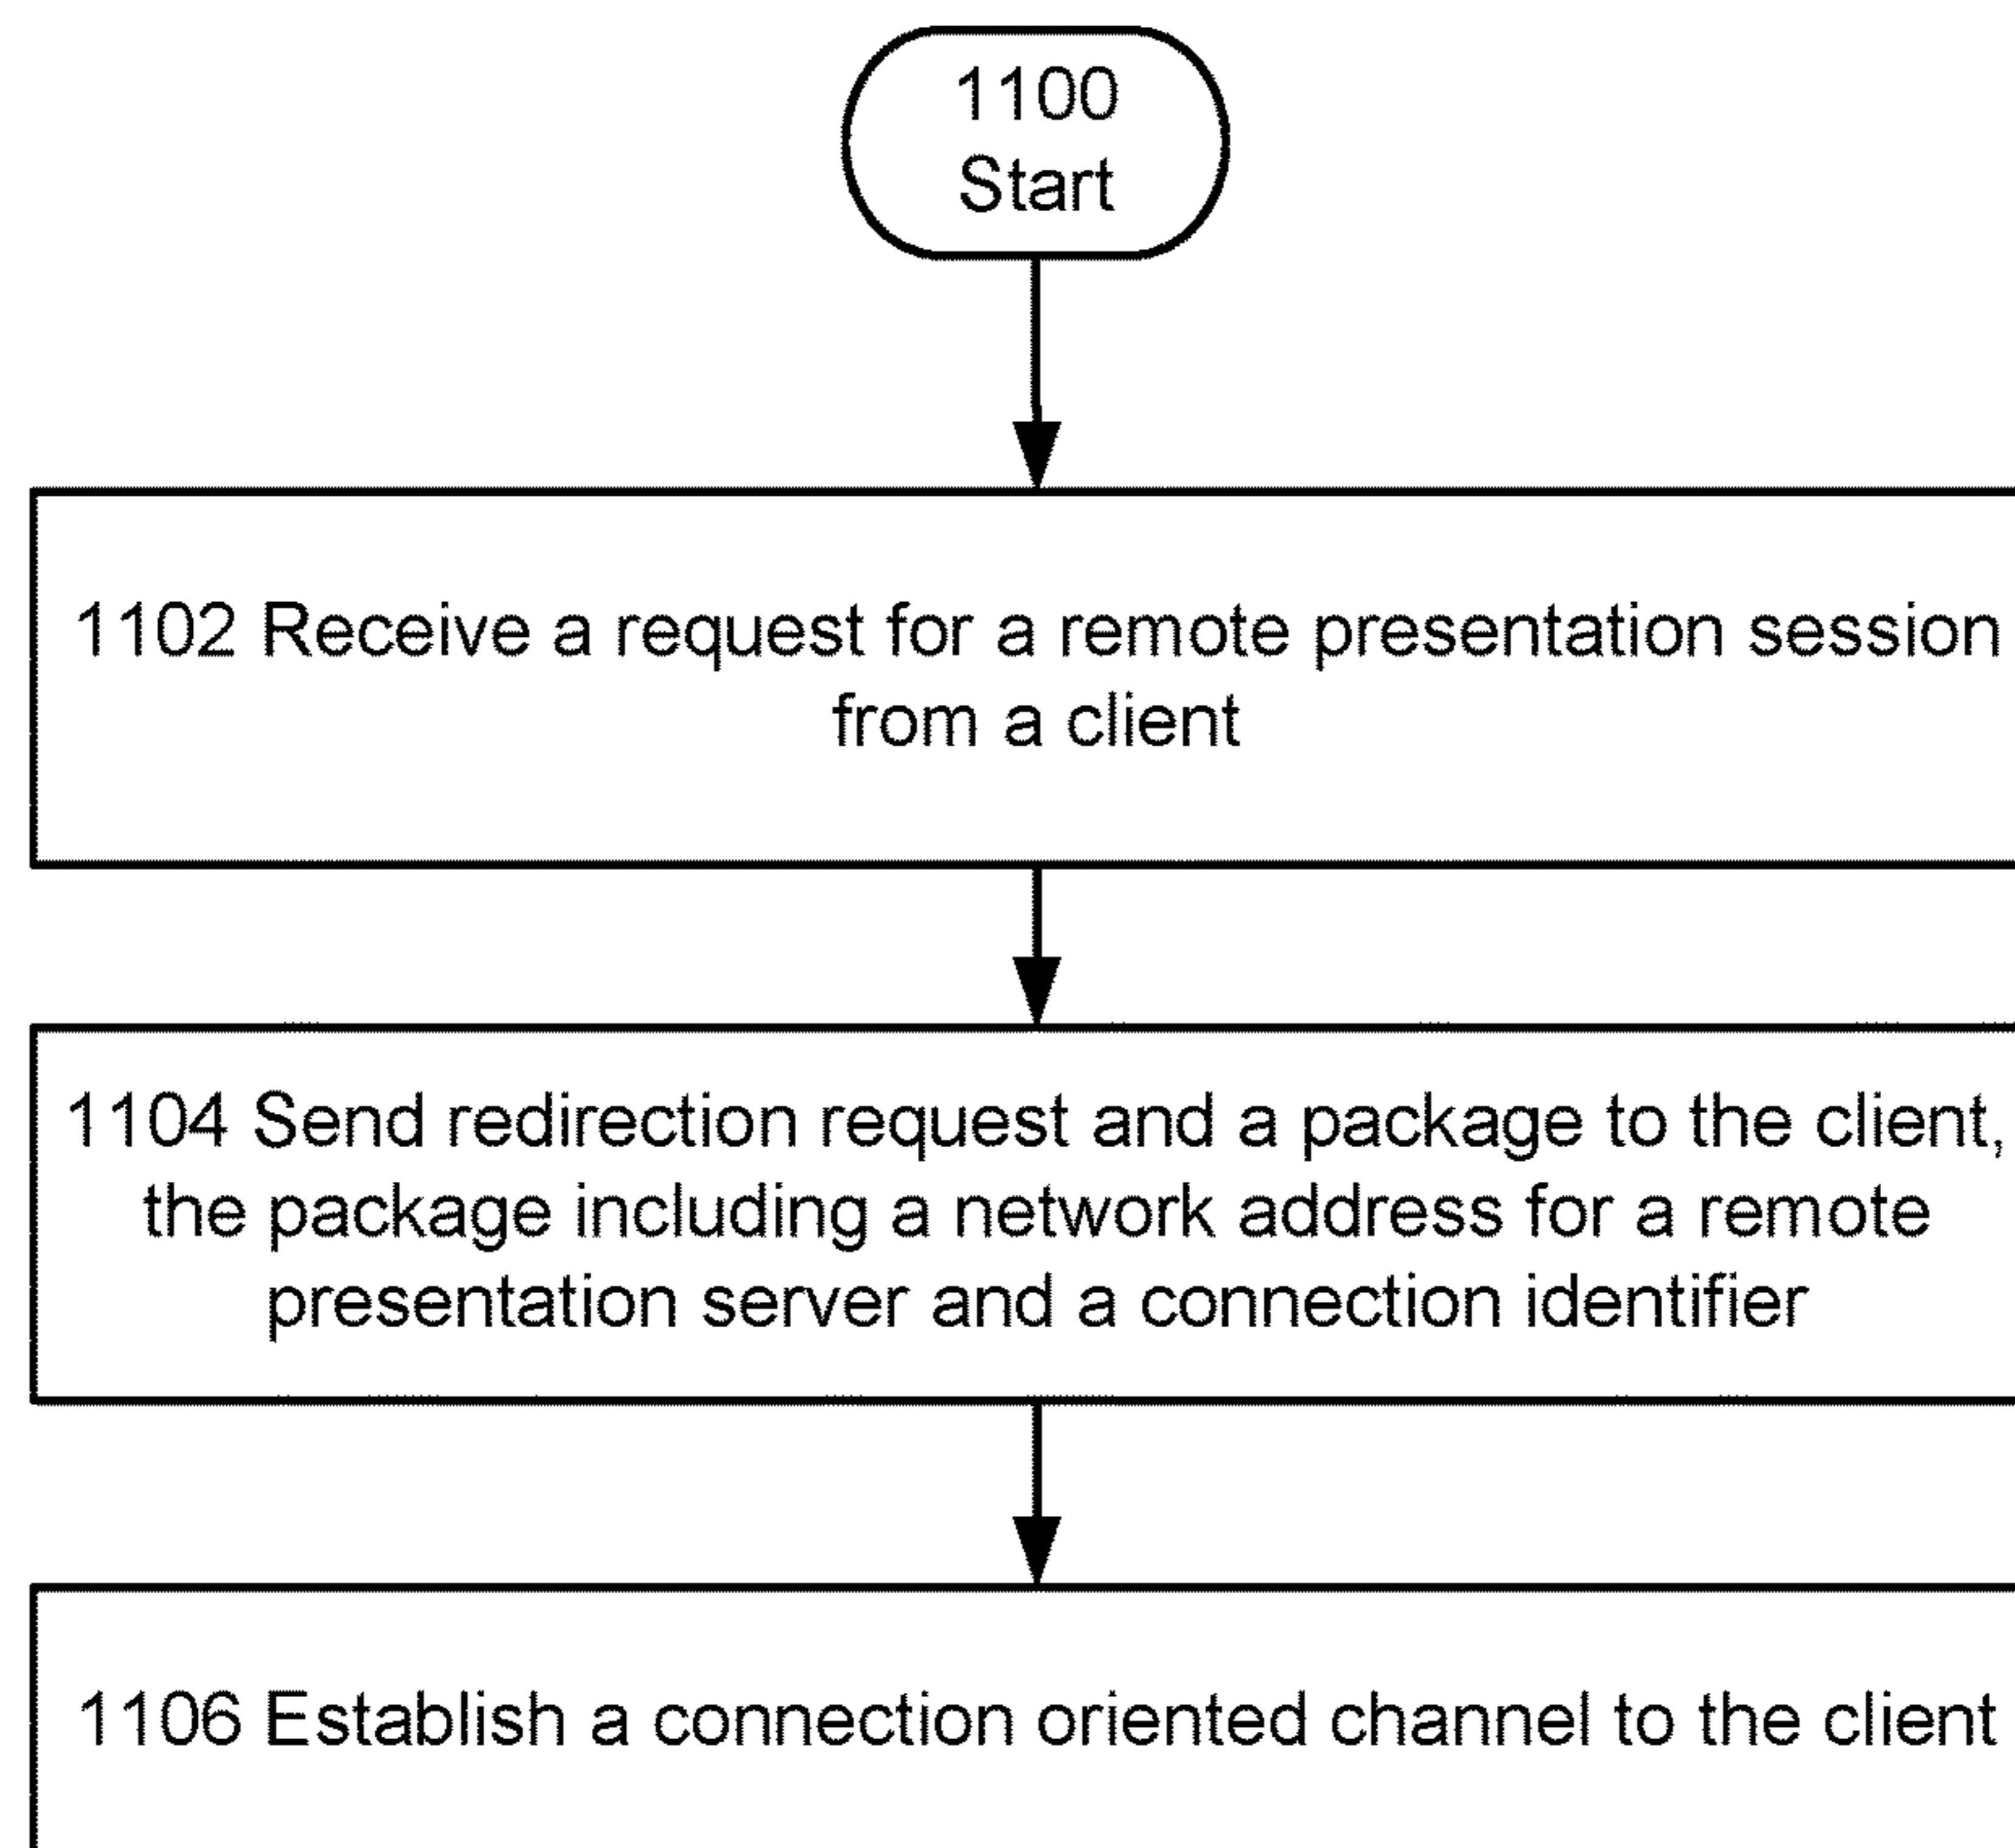 1100
Start
1102 Receive a request for a remote presentation session
from a client
1104 Send redirection request and a package to the client,
the package including a network address for a remote
presentation server and a connection identifier
1106 Establish a connection oriented channel to the client